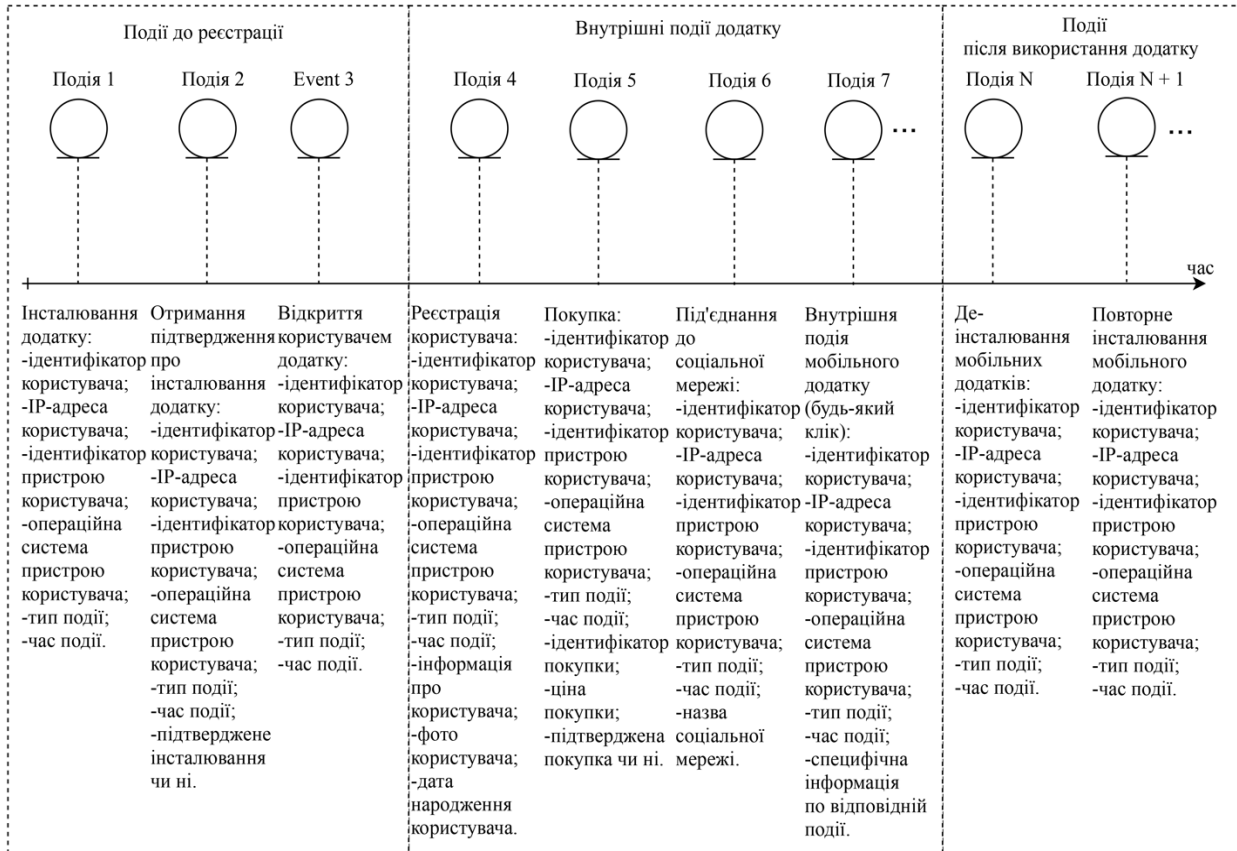 Події до реєстрації
Внутрішні події додатку
Події
після використання додатку
Подія 1
Подія 2
Event 3
Подія 4
Подія 5
Подія 6
Подія 7
...
Подія N
Подія N + 1
...
час
Інсталювання
додатку:
-ідентифікатор
користувача;
-IP-адреса
користувача;
-ідентифікатор
пристрою
користувача;
-операційна
система
пристрою
користувача;
-тип події;
-час події.
Отримання
підтвердження
про
інсталювання
додатку:
-ідентифікатор
користувача;
-IP-адреса
користувача;
-ідентифікатор
пристрою
користувача;
-операційна
система
пристрою
користувача;
-тип події;
-час події;
-підтверджене
інсталювання
чи ні.
Відкриття
користувачем
додатку:
-ідентифікатор
користувача;
-IP-адреса
користувача;
-ідентифікатор
пристрою
користувача;
-операційна
система
пристрою
користувача;
-тип події;
-час події.
Реєстрація
користувача:
-ідентифікатор
користувача;
-IP-адреса
користувача;
-ідентифікатор
пристрою
користувача;
-операційна
система
пристрою
користувача;
-тип події;
-час події;
-інформація
про
користувача;
-фото
користувача;
-дата
народження
користувача.
Покупка:
-ідентифікатор
користувача;
-IP-адреса
користувача;
-ідентифікатор
пристрою
користувача;
-операційна
система
пристрою
користувача;
-тип події;
-час події;
-ідентифікатор
покупки;
-ціна
покупки;
-підтверджена
покупка чи ні.
Під'єднання
до
соціальної
мережі:
-ідентифікатор
користувача;
-IP-адреса
користувача;
-ідентифікатор
пристрою
користувача;
-операційна
система
пристрою
користувача;
-тип події;
-час події;
-назва
соціальної
мережі.
Внутрішня
подія
мобільного
додатку
(будь-який
клік):
-ідентифікатор
користувача;
-IP-адреса
користувача;
-ідентифікатор
пристрою
користувача;
-операційна
система
пристрою
користувача;
-тип події;
-час події;
-специфічна
інформація
по відповідній
події.
Де-
інсталювання
мобільних
додатків:
-ідентифікатор
користувача;
-IP-адреса
користувача;
-ідентифікатор
пристрою
користувача;
-операційна
система
пристрою
користувача;
-тип події;
-час події.
Повторне
інсталювання
мобільного
додатку:
-ідентифікатор
користувача;
-IP-адреса
користувача;
-ідентифікатор
пристрою
користувача;
-операційна
система
пристрою
користувача;
-тип події;
-час події.